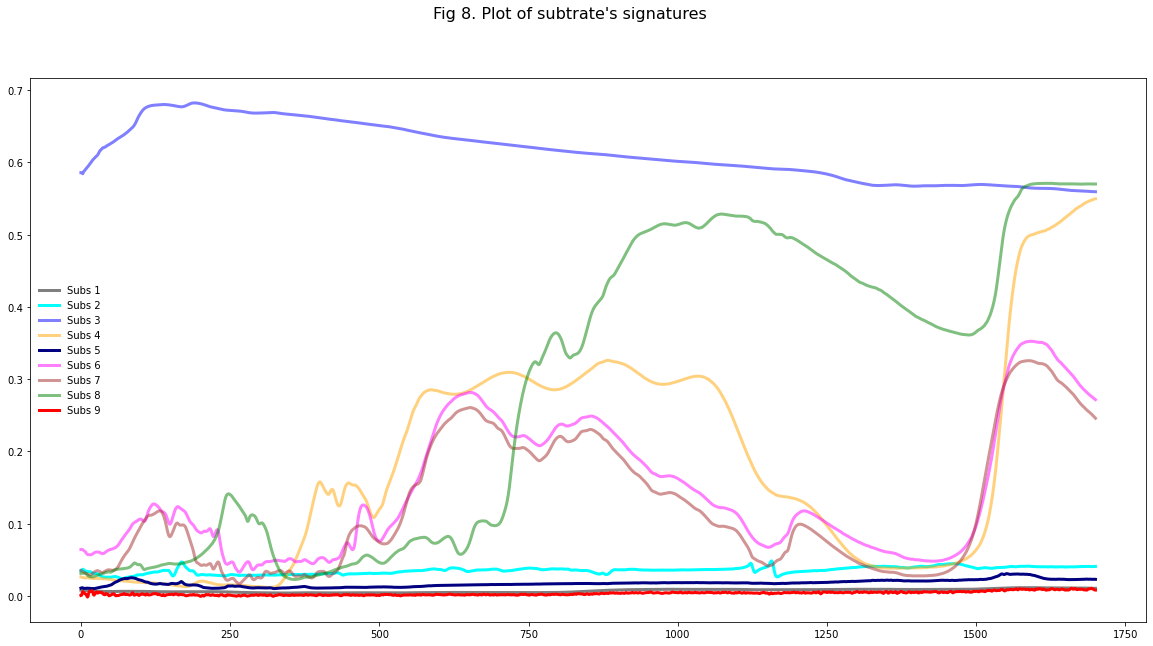 Fig 8. Plot of subtrate's signatures
0.7
0.6
0.5
0.4
0.3
0.2
0.1
0.0
Subs 1
Subs 2
Subs 3
Subs 4
Subs 5
Subs 6
Subs 7
Subs 8
Subs 9
0 250 500 750 1000 1250 1500 1750